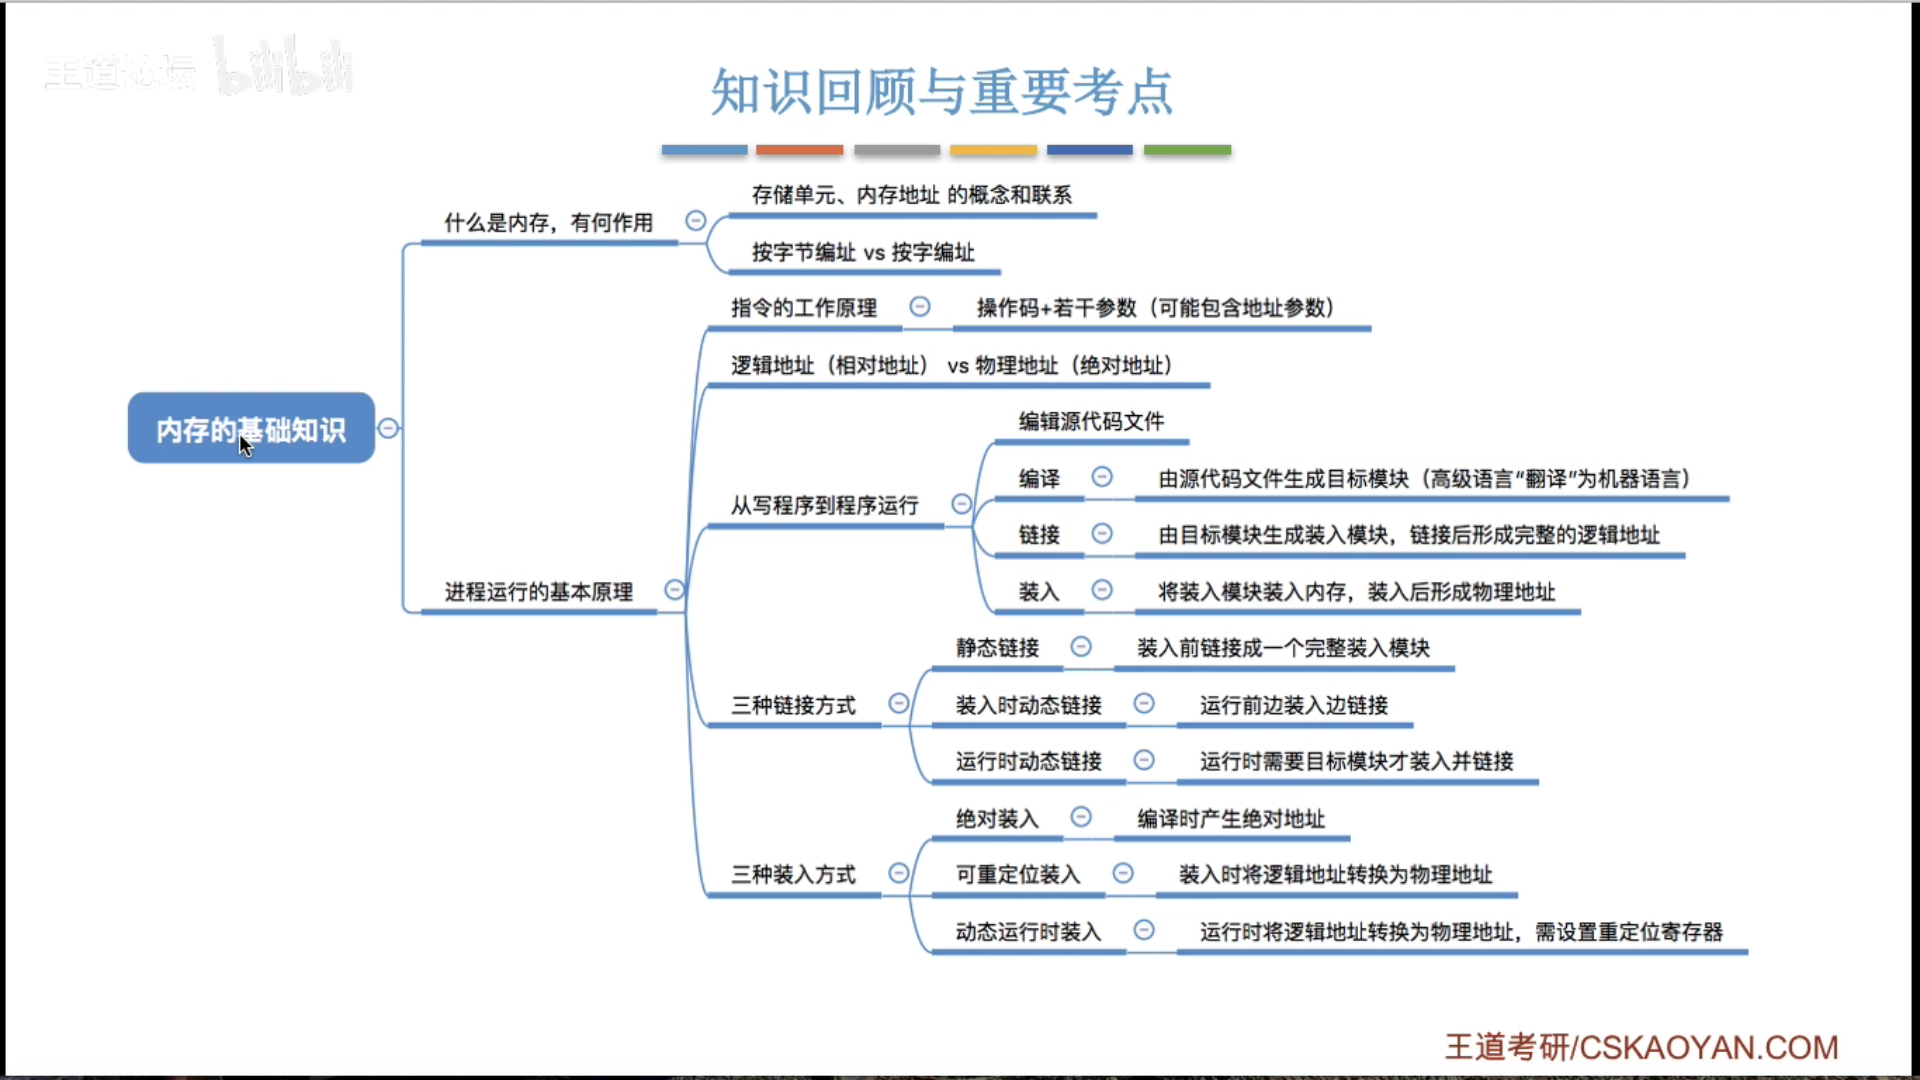 王道论坛 bilibili
知识回顾与重要考点
内存的基础知识
什么是内存，有何作用
存储单元、内存地址 的概念和联系
按字节编址 vs 按字编址
进程运行的基本原理
指令的工作原理
操作码+若干参数（可能包含地址参数）
逻辑地址（相对地址） vs 物理地址（绝对地址）
从写程序到程序运行
编辑源代码文件
编译
由源代码文件生成目标模块（高级语言“翻译”为机器语言）
链接
由目标模块生成装入模块，链接后形成完整的逻辑地址
装入
将装入模块装入内存，装入后形成物理地址
三种链接方式
静态链接
装入前链接成一个完整装入模块
装入时动态链接
运行前边装入边链接
运行时动态链接
运行时需要目标模块才装入并链接
三种装入方式
绝对装入
编译时产生绝对地址
可重定位装入
装入时将逻辑地址转换为物理地址
动态运行时装入
运行时将逻辑地址转换为物理地址，需设置重定位寄存器
王道考研/CSKAOYAN.COM